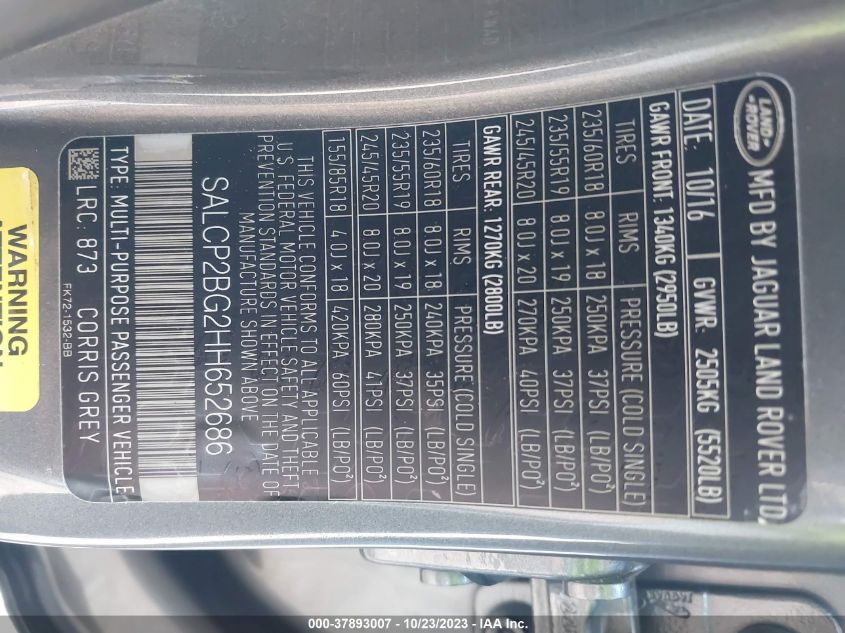 LAND
ROVER
MFD BY JAGUAR LAND ROVER LTD.
DATE: 10/16 GVWR: 2505KG (5520LB)
GAWR FRONT: 1340KG (2950LB)
TIRES RIMS PRESSURE (COLD SINGLE)
235/60R18 8.0J x 18 250KPA 37PSI (LB/PO²)
235/55R19 8.0J x 19 250KPA 37PSI (LB/PO²)
245/45R20 8.0J x 20 270KPA 40PSI (LB/PO²)
GAWR REAR: 1270KG (2800LB)
TIRES RIMS PRESSURE (COLD SINGLE)
235/60R18 8.0J x 18 240KPA 35PSI (LB/PO²)
235/55R19 8.0J x 19 250KPA 37PSI (LB/PO²)
245/45R20 8.0J x 20 280KPA 41PSI (LB/PO²)
155/85R18 4.0J x 18 420KPA 60PSI (LB/PO²)
THIS VEHICLE CONFORMS TO ALL APPLICABLE
U.S. FEDERAL MOTOR VEHICLE SAFETY AND THEFT
PREVENTION STANDARDS IN EFFECT ON THE DATE OF
MANUFACTURE SHOWN ABOVE
SALCP2BG2HH652686
TYPE: MULTI-PURPOSE PASSENGER VEHICLE
LRC: 873 CORRIS GREY
FK72-1532-BB
WARNING
ATTENTION
000-37893007 - 10/23/2023 - IAA Inc.